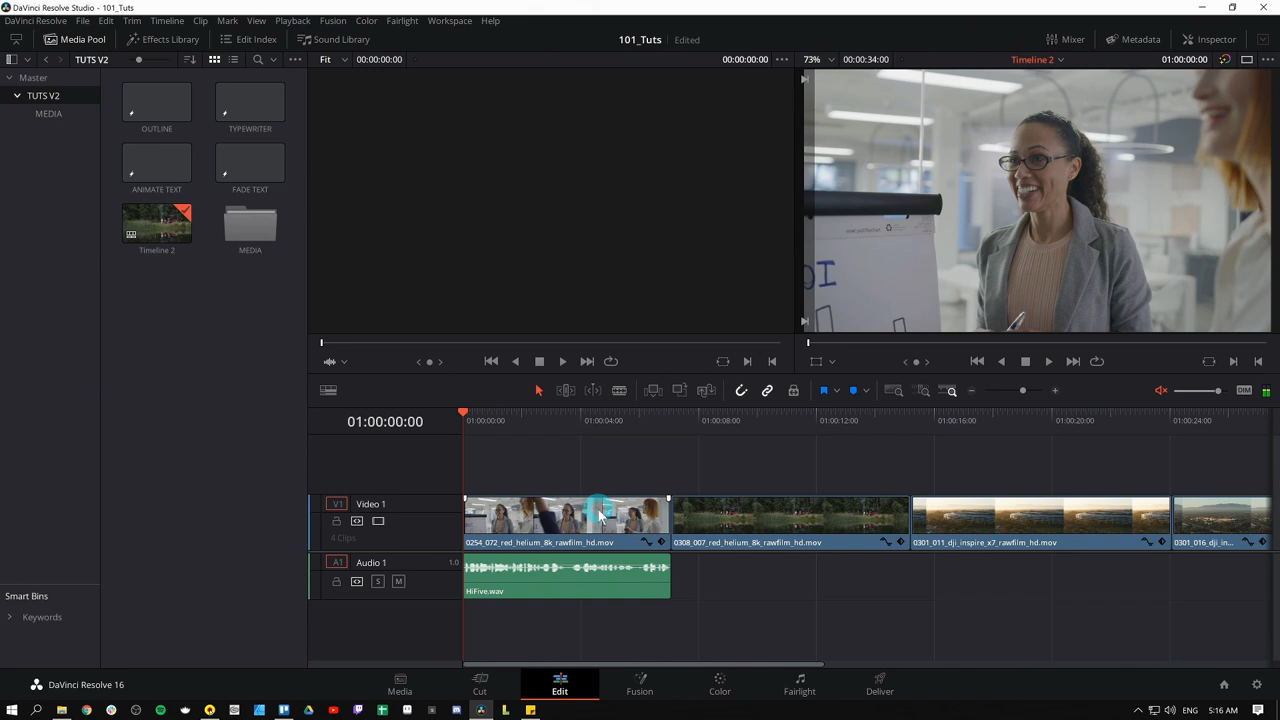 DaVinci Resolve Studio - 101_Tuts
DaVinci Resolve File Edit Trim Timeline Clip Mark View Playback Fusion Color Fairlight Workspace Help
Media Pool Effects Library Edit Index Sound Library 101_Tuts Edited Mixer Metadata Inspector
TUTS V2 Fit 00:00:00:00 00:00:00:00 73% 00:00:34:00 Timeline 2 01:00:00:00
Master
TUTS V2
MEDIA
OUTLINE TYPEWRITER
ANIMATE TEXT FADE TEXT
Timeline 2 MEDIA
DIM
01:00:00:00 01:00:00:00 01:00:04:00 01:00:08:00 01:00:12:00 01:00:16:00 01:00:20:00 01:00:24:00
V1 Video 1
4 Clips
0254_072_red_helium_8k_rawfilm_hd.mov 0308_007_red_helium_8k_rawfilm_hd.mov 0301_011_dji_inspire_x7_rawfilm_hd.mov 0301_016_dji_in...
A1 Audio 1 1.0
S M
HiFive.wav
Smart Bins
Keywords
DaVinci Resolve 16 Media Cut Edit Fusion Color Fairlight Deliver
5:16 AM